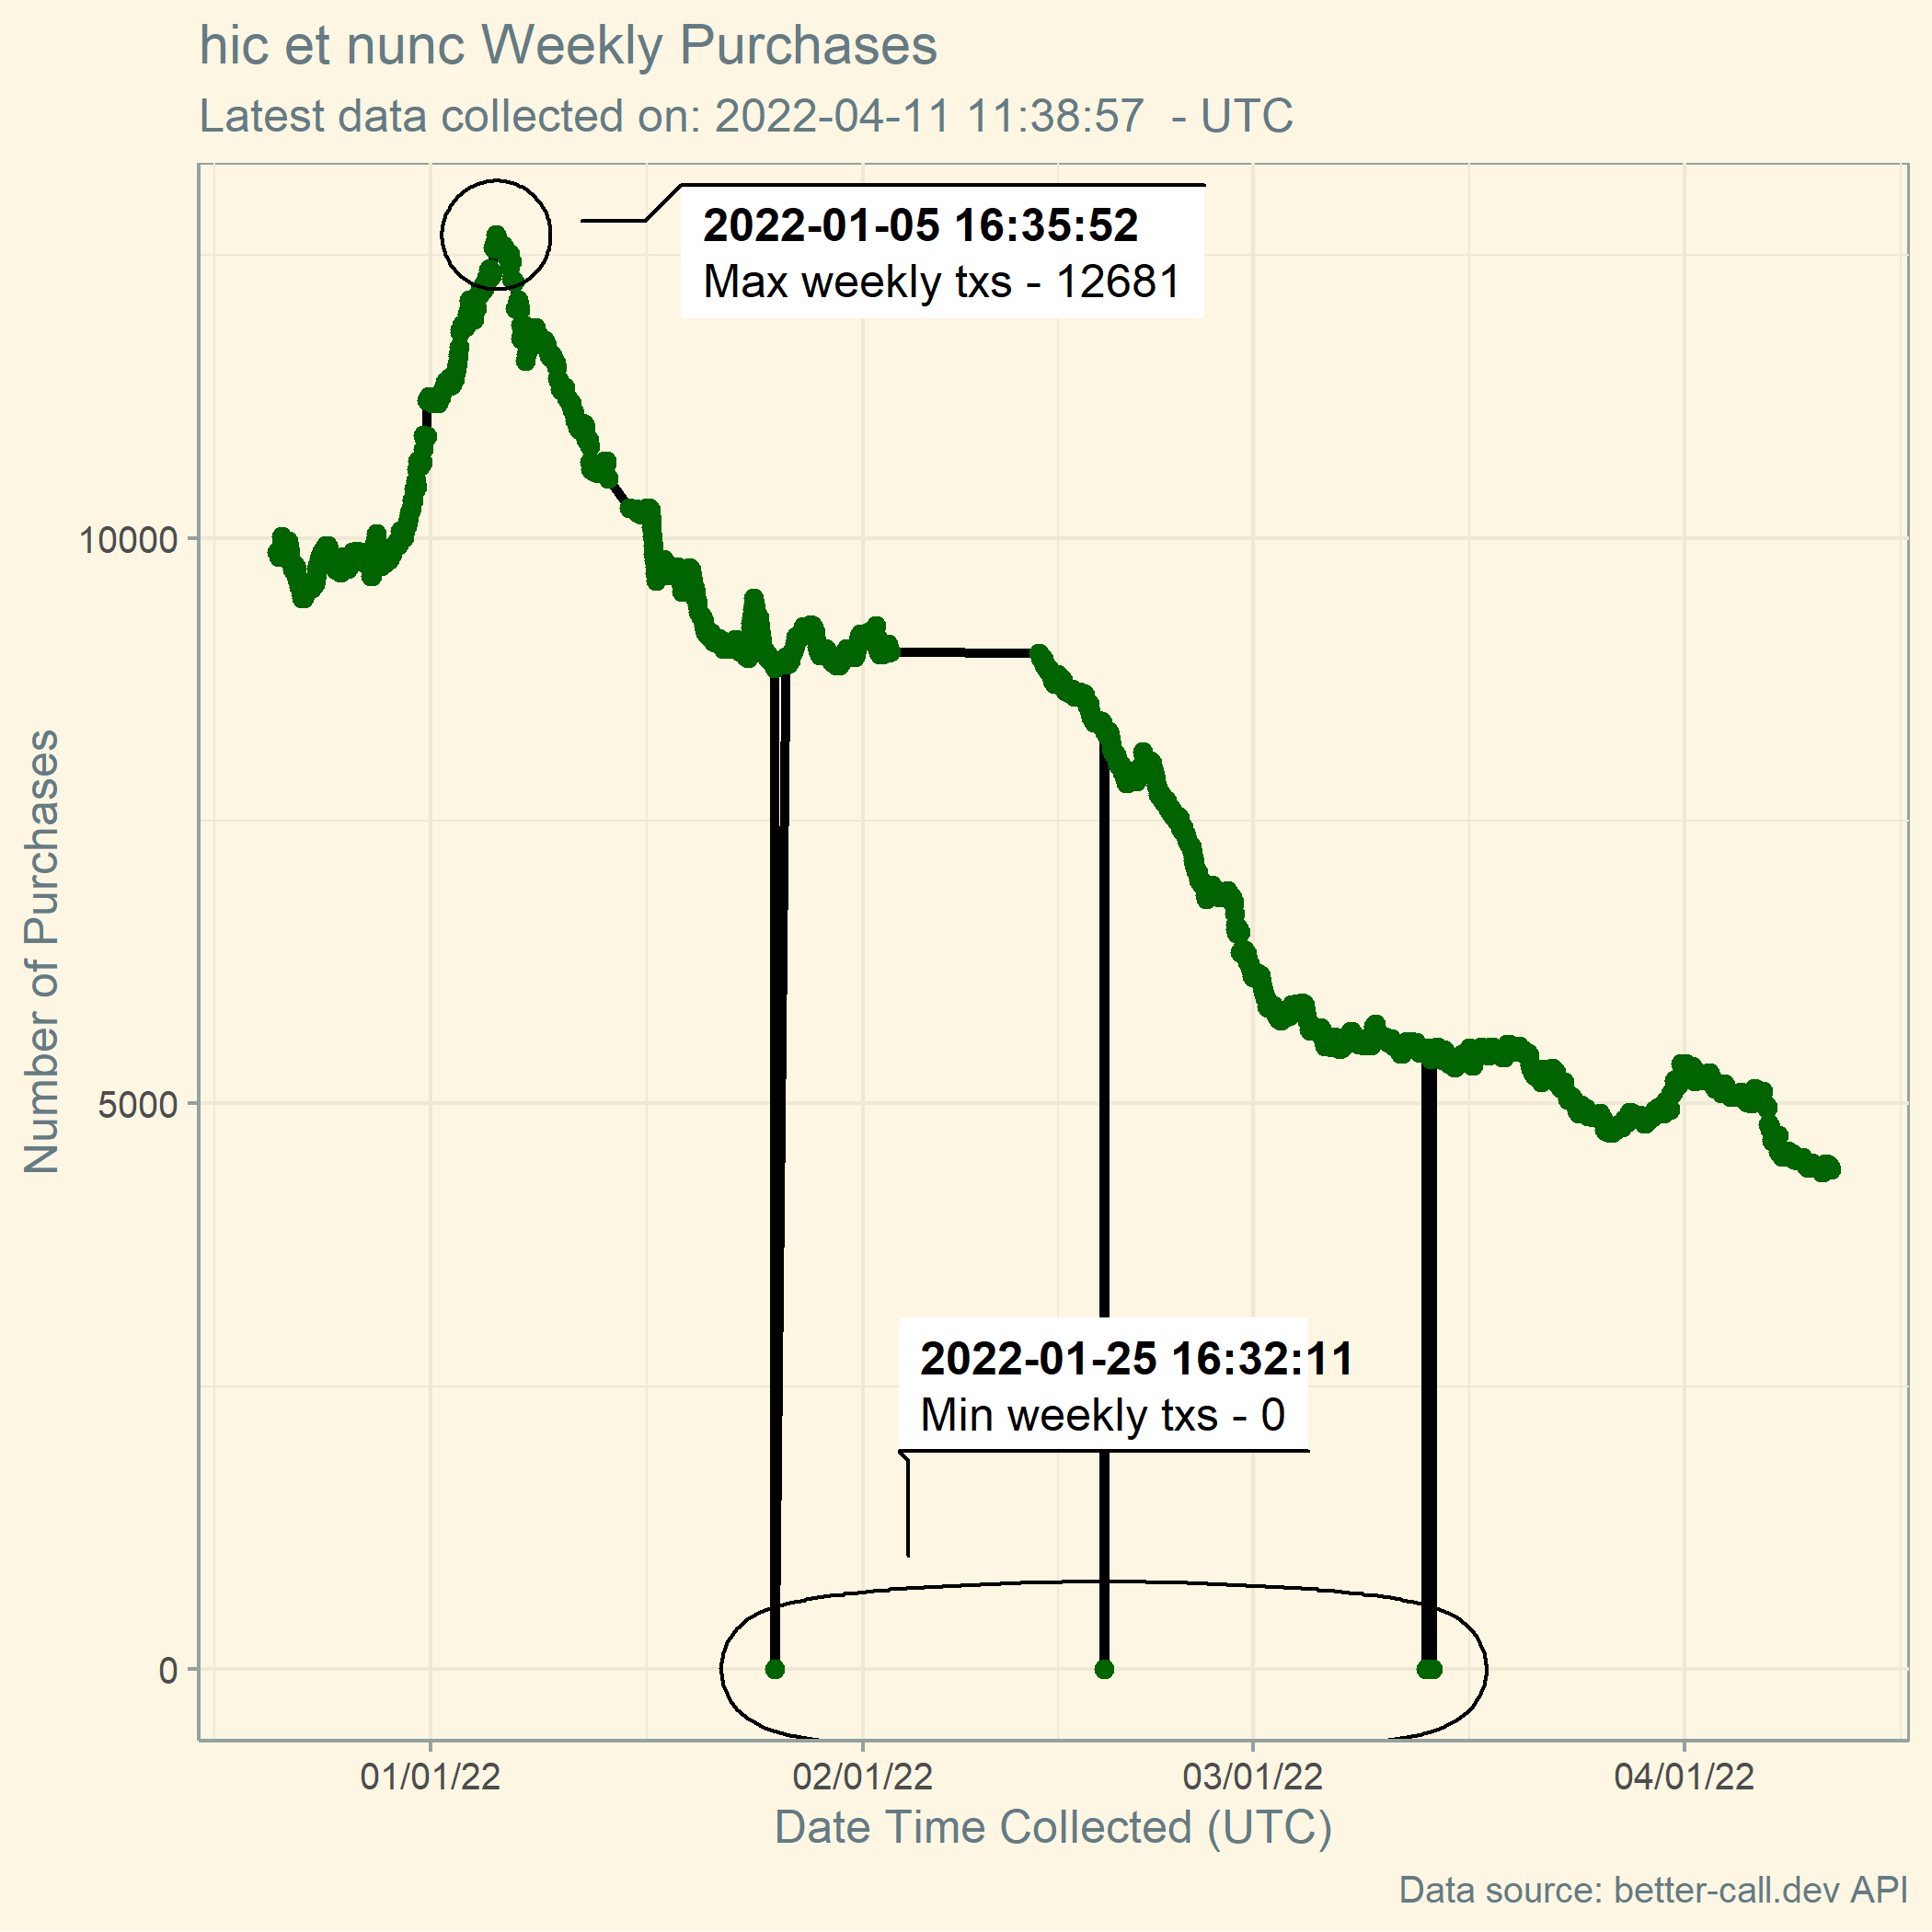 hic et nunc Weekly Purchases
Latest data collected on: 2022-04-11 11:38:57  - UTC
2022-01-05 16:35:52
Max weekly txs - 12681
10000
Number of Purchases
5000
2022-01-25 16:32:11
Min weekly txs - 0
0
01/01/22 02/01/22 03/01/22 04/01/22
Date Time Collected (UTC)
Data source: better-call.dev API